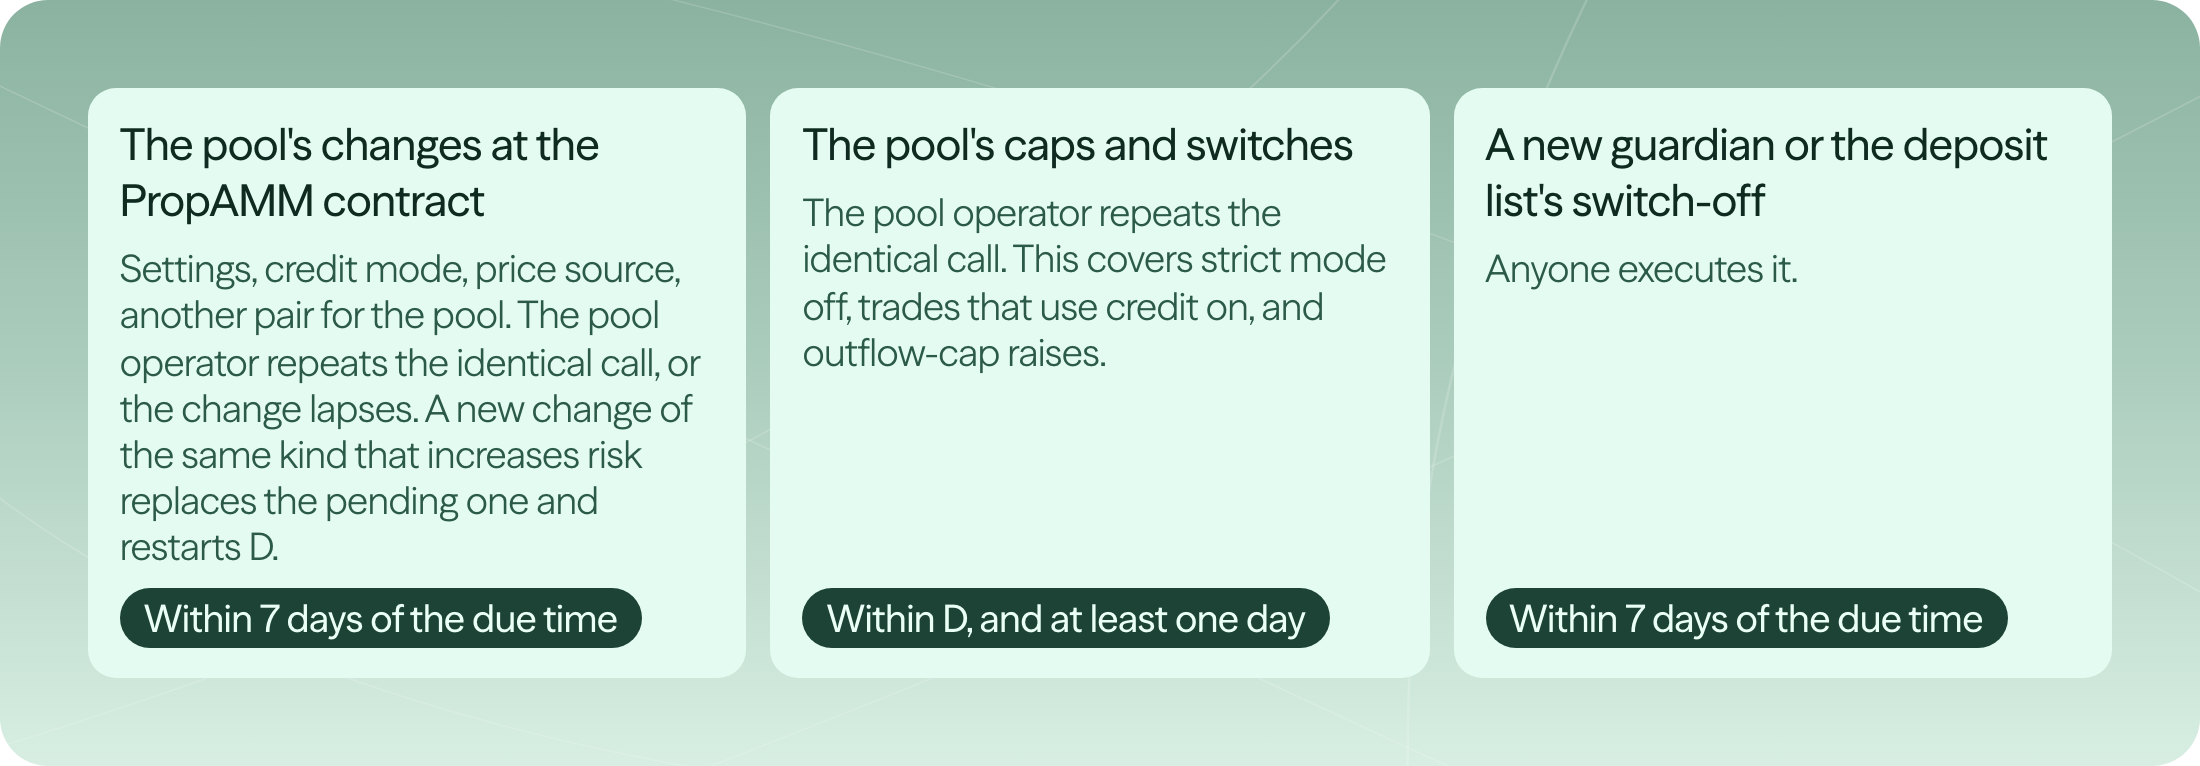 The pool's changes at the
PropAMM contract
Settings, credit mode, price source,
another pair for the pool. The pool
operator repeats the identical call, or
the change lapses. A new change of
the same kind that increases risk
replaces the pending one and
restarts D.
Within 7 days of the due time
The pool's caps and switches
The pool operator repeats the
identical call. This covers strict mode
off, trades that use credit on, and
outflow-cap raises.
Within D, and at least one day
A new guardian or the deposit
list's switch-off
Anyone executes it.
Within 7 days of the due time